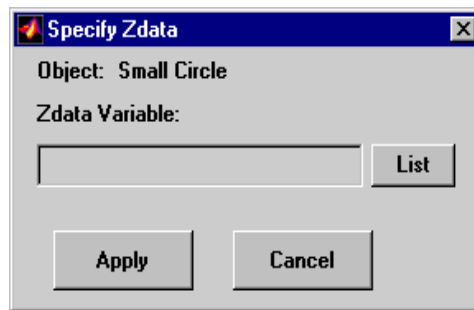 Specify Zdata
Object: Small Circle
Zdata Variable:
List
Apply Cancel